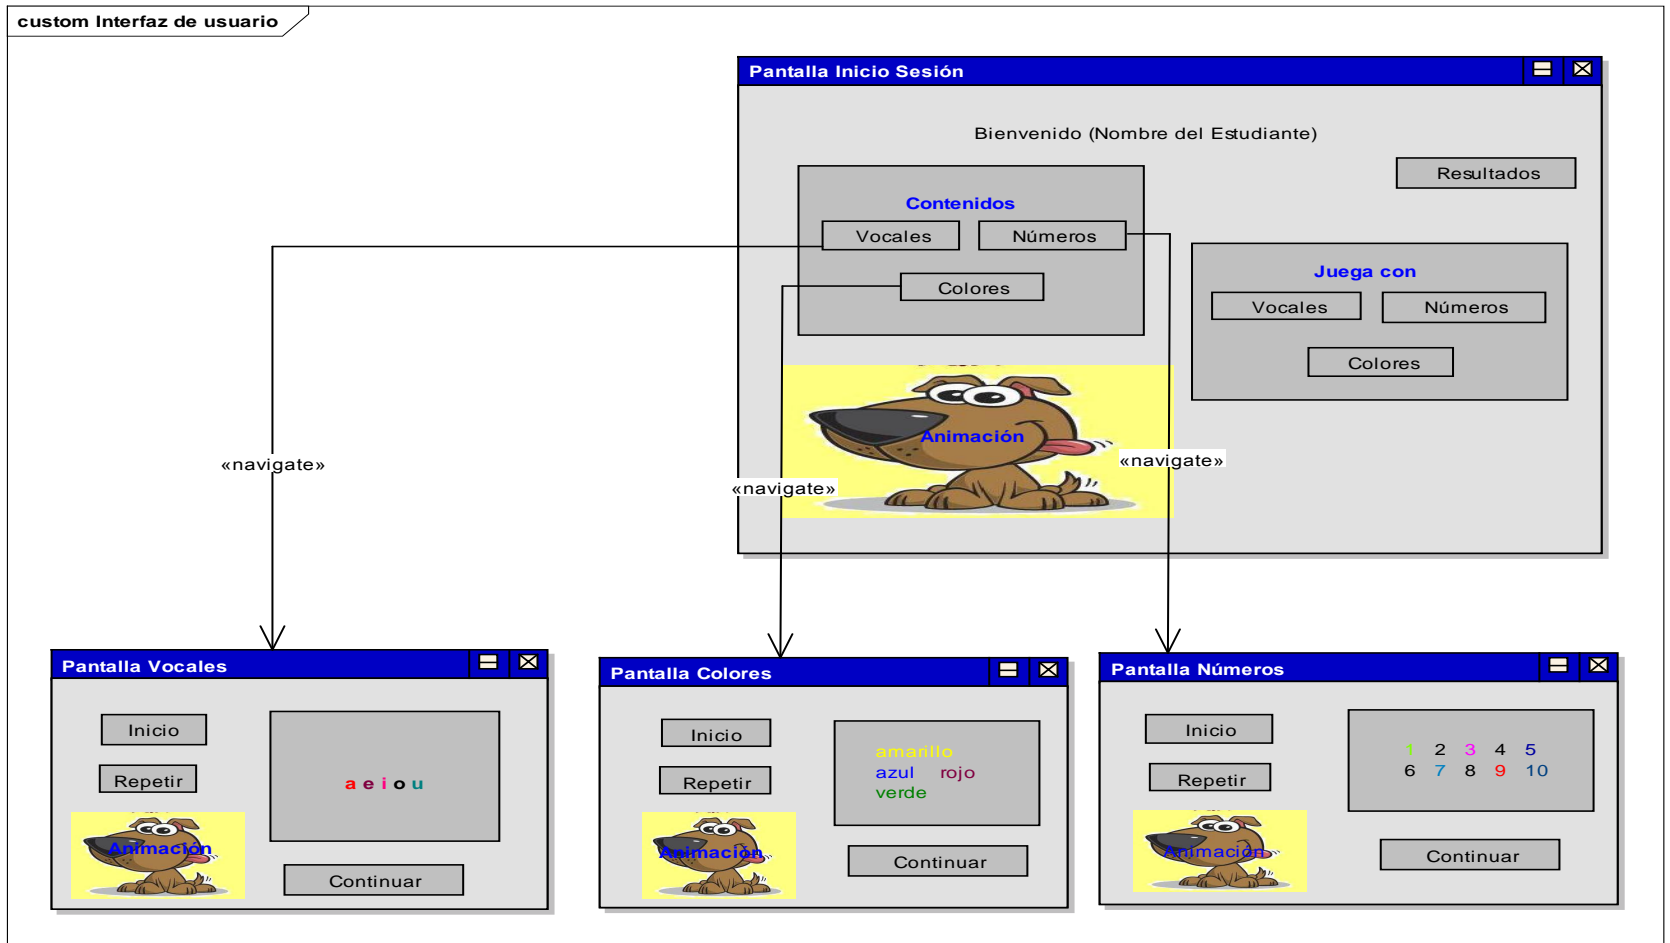 custom Interfaz de usuario
Pantalla Inicio Sesión
Bienvenido (Nombre del Estudiante)
Resultados
Contenidos
Vocales Números
Colores
Juega con
Vocales Números
Colores
Animación
«navigate»
«navigate»
«navigate»
Pantalla Vocales
Inicio
Repetir
a e i o u
Animación
Continuar
Pantalla Colores
Inicio
Repetir
amarillo
azul rojo
verde
Animación
Continuar
Pantalla Números
Inicio
Repetir
1 2 3 4 5
6 7 8 9 10
Animación
Continuar